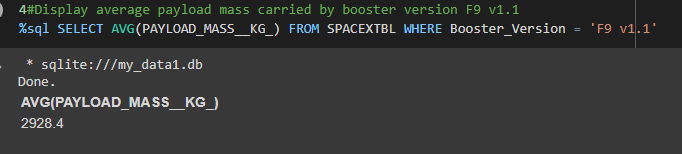 4#Display average payload mass carried by booster version F9 v1.1
%sql SELECT AVG(PAYLOAD_MASS__KG_) FROM SPACEXTBL WHERE Booster_Version = 'F9 v1.1'
* sqlite:///my_data1.db
Done.
AVG(PAYLOAD_MASS__KG_)
2928.4